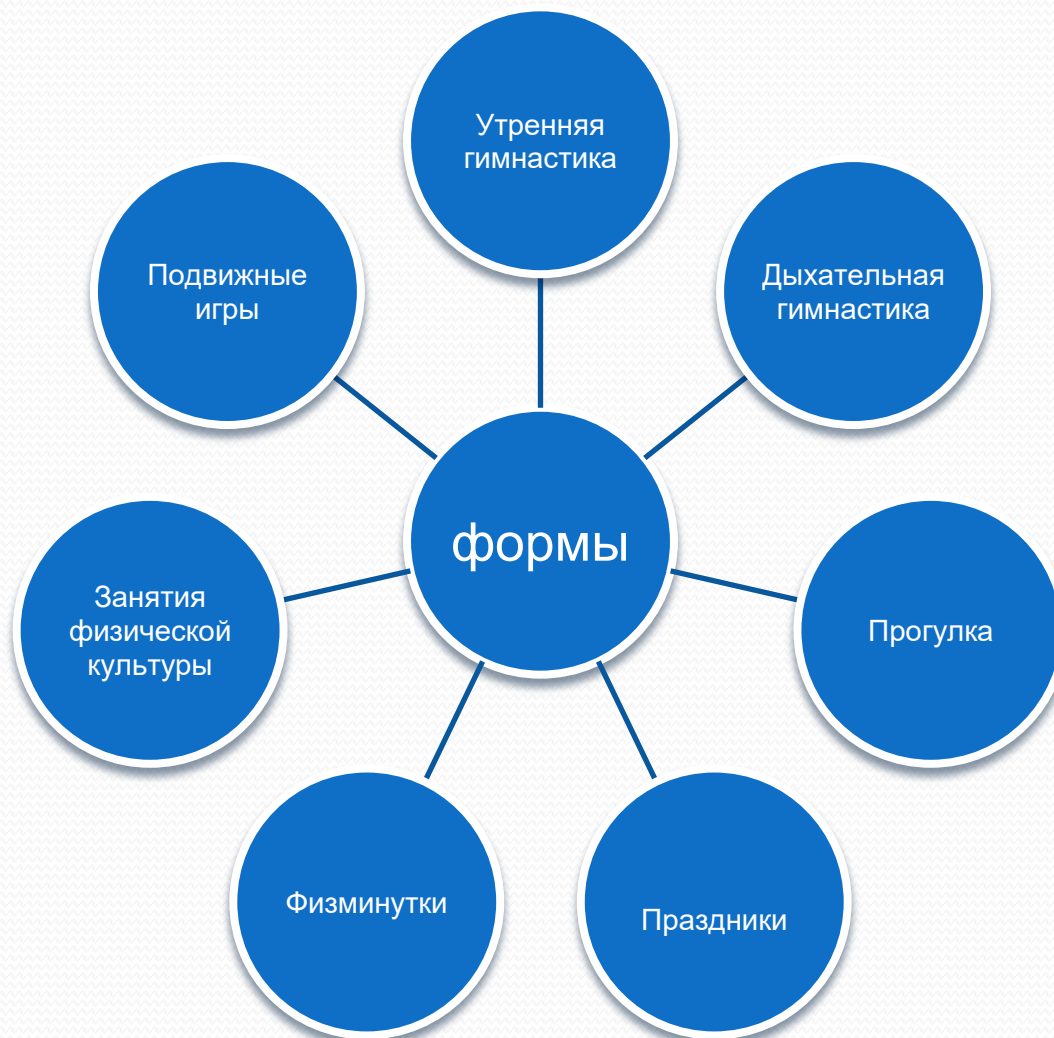 Утренняя
гимнастика
Подвижные
игры
Дыхательная
гимнастика
формы
Занятия
физической
культуры
Прогулка
Физминутки
Праздники